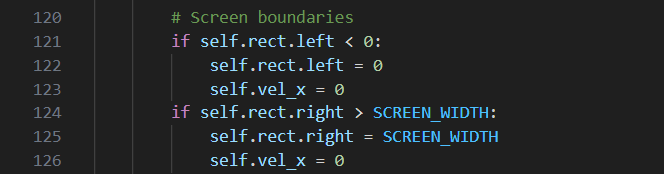 120 # Screen boundaries
121 if self.rect.left < 0:
122 self.rect.left = 0
123 self.vel_x = 0
124 if self.rect.right > SCREEN_WIDTH:
125 self.rect.right = SCREEN_WIDTH
126 self.vel_x = 0